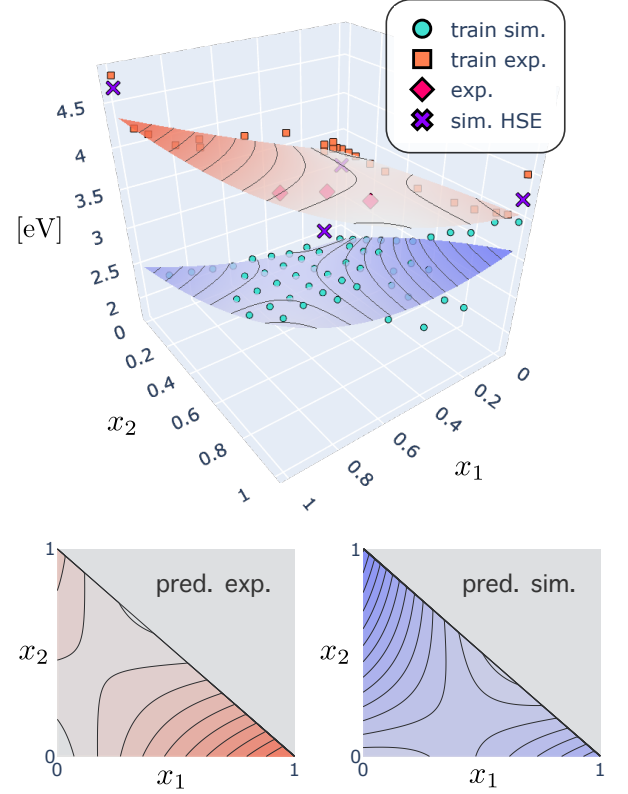 train sim.
train exp.
exp.
sim. HSE
4.5
4
3.5
[eV]
3
2.5
2
0
0.2
0.4
0.6
0.8
1
x₂
0
0.2
0.4
0.6
0.8
1
x₁
1
pred. exp.
x₂
0
0
x₁
1
1
pred. sim.
x₂
0
0
x₁
1